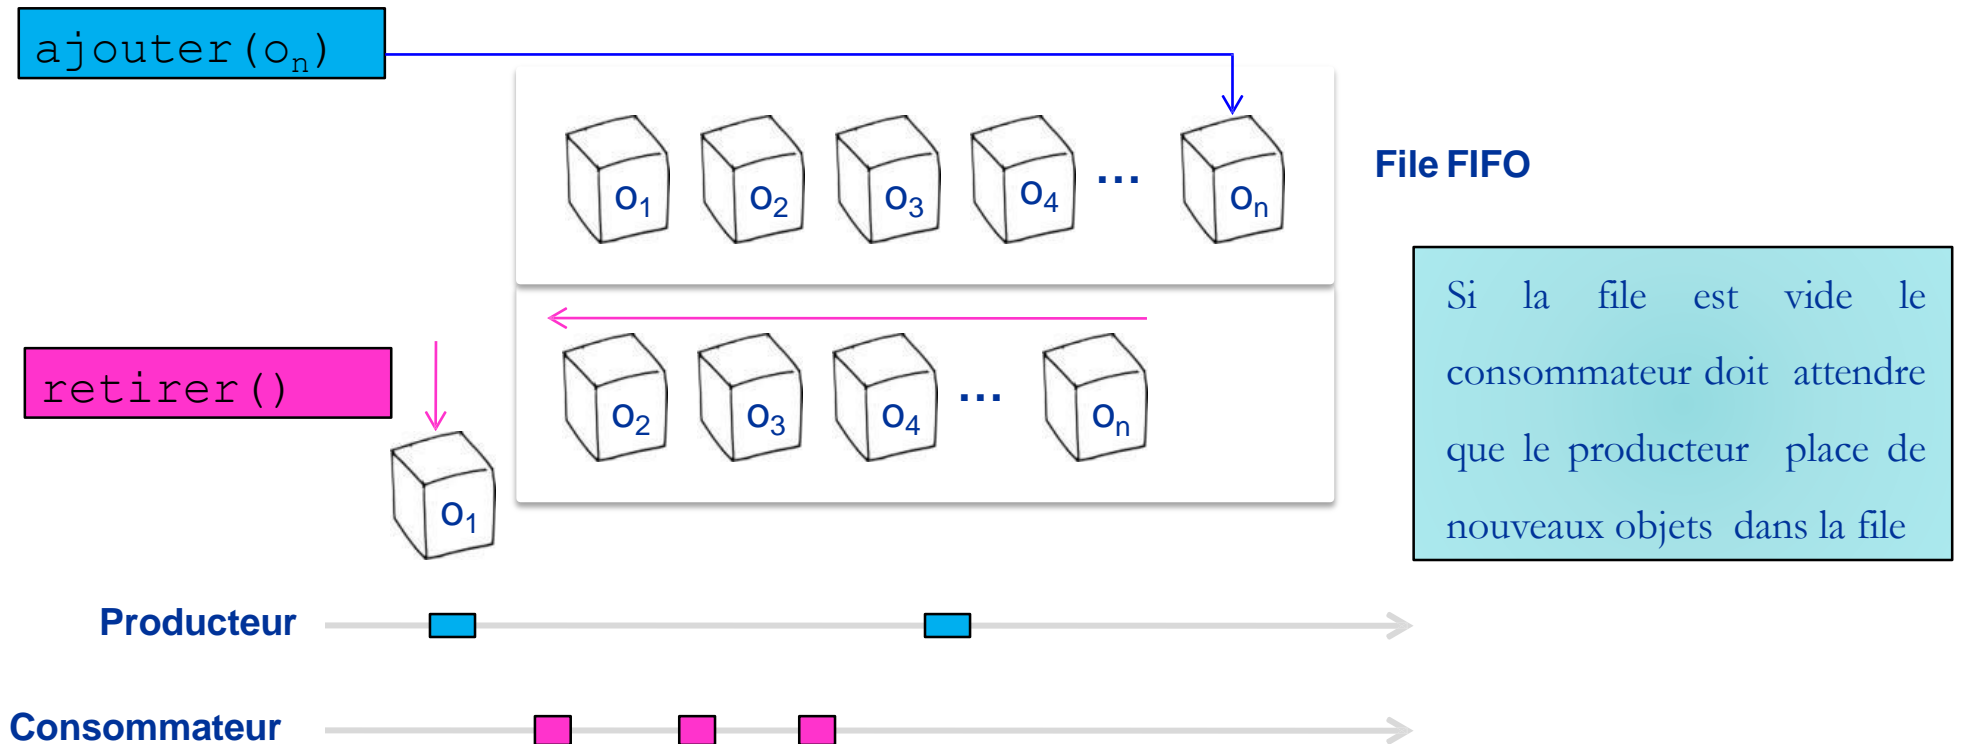 ajouter(oₙ)
o₁ o₂ o₃ o₄ ... oₙ
File FIFO
Si la file est vide le
consommateur doit attendre
que le producteur place de
nouveaux objets dans la file
retirer()
o₂ o₃ o₄ ... oₙ
o₁
Producteur
Consommateur